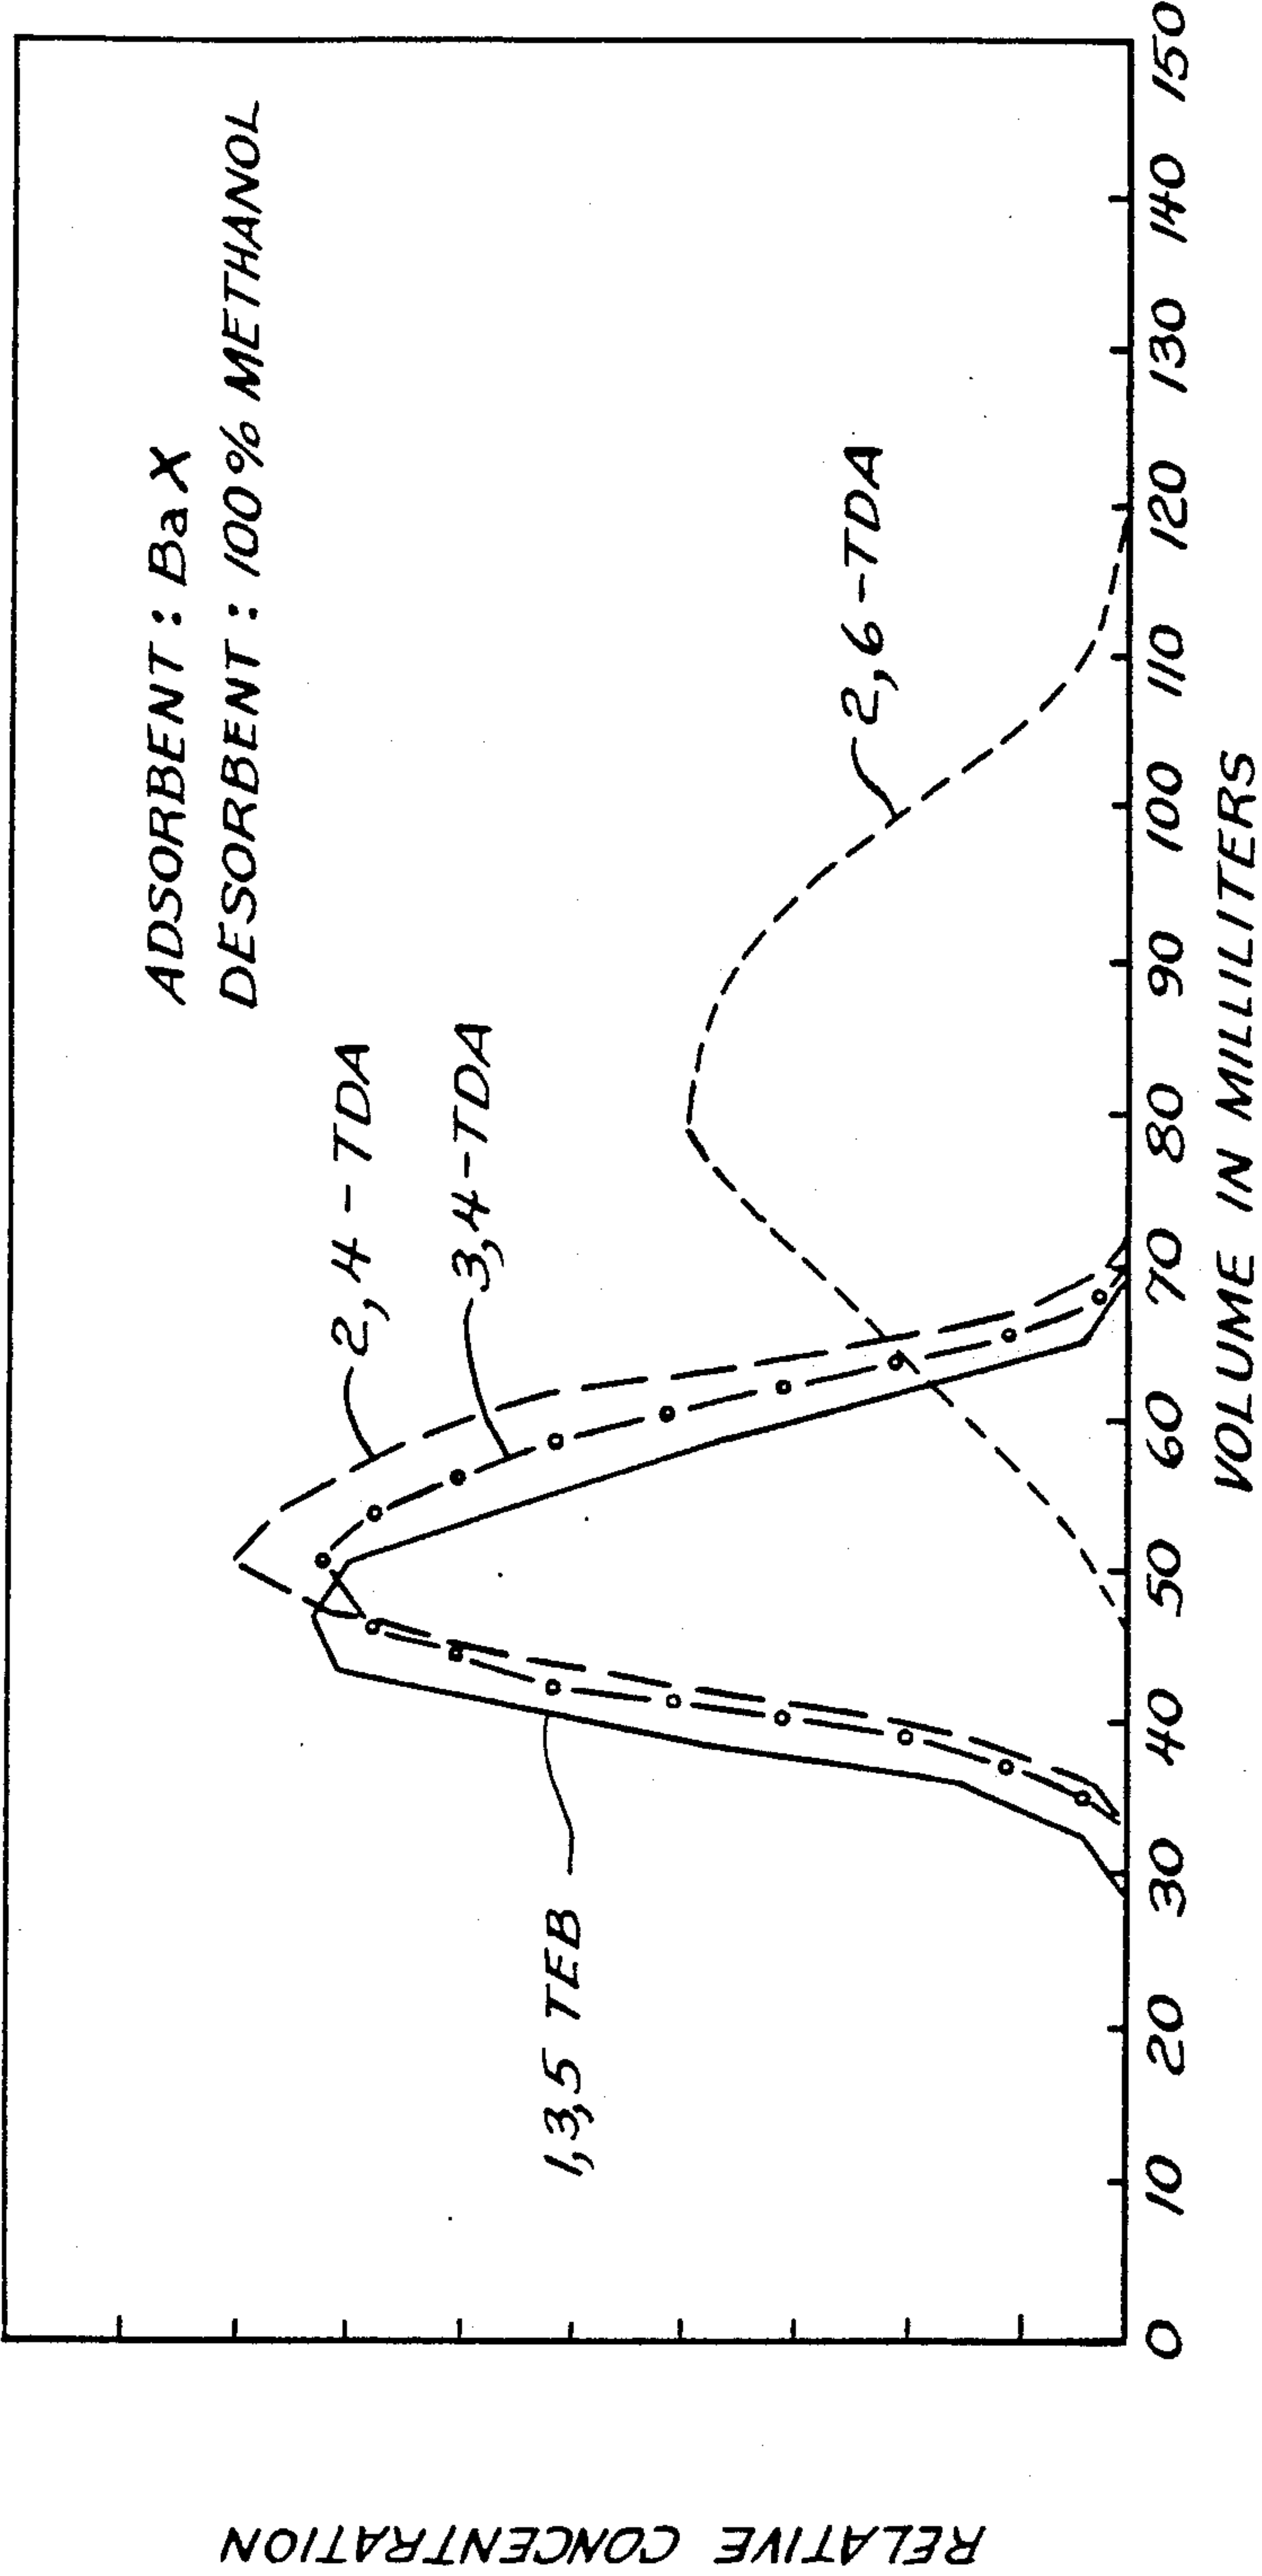 ADSORBENT: BaX
DESORBENT: 100% METHANOL
2,4-TDA
3,4-TDA
1,3,5 TEB
2,6-TDA
RELATIVE CONCENTRATION
0 10 20 30 40 50 60 70 80 90 100 110 120 130 140 150
VOLUME IN MILLILITERS